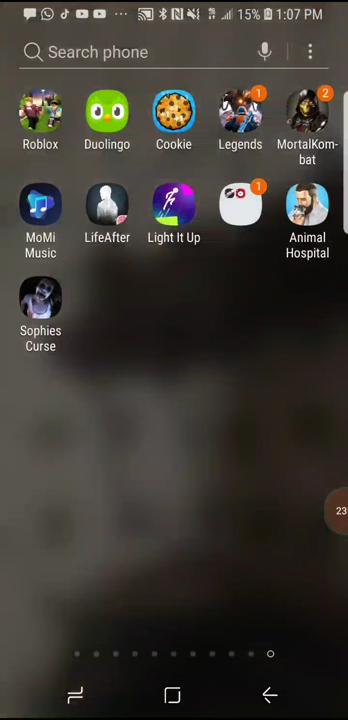 15% 1:07 PM
Search phone
1
2
Roblox
Duolingo
Cookie
Legends
MortalKom-
bat
1
MoMi
Music
LifeAfter
Light It Up
Animal
Hospital
Sophies
Curse
23